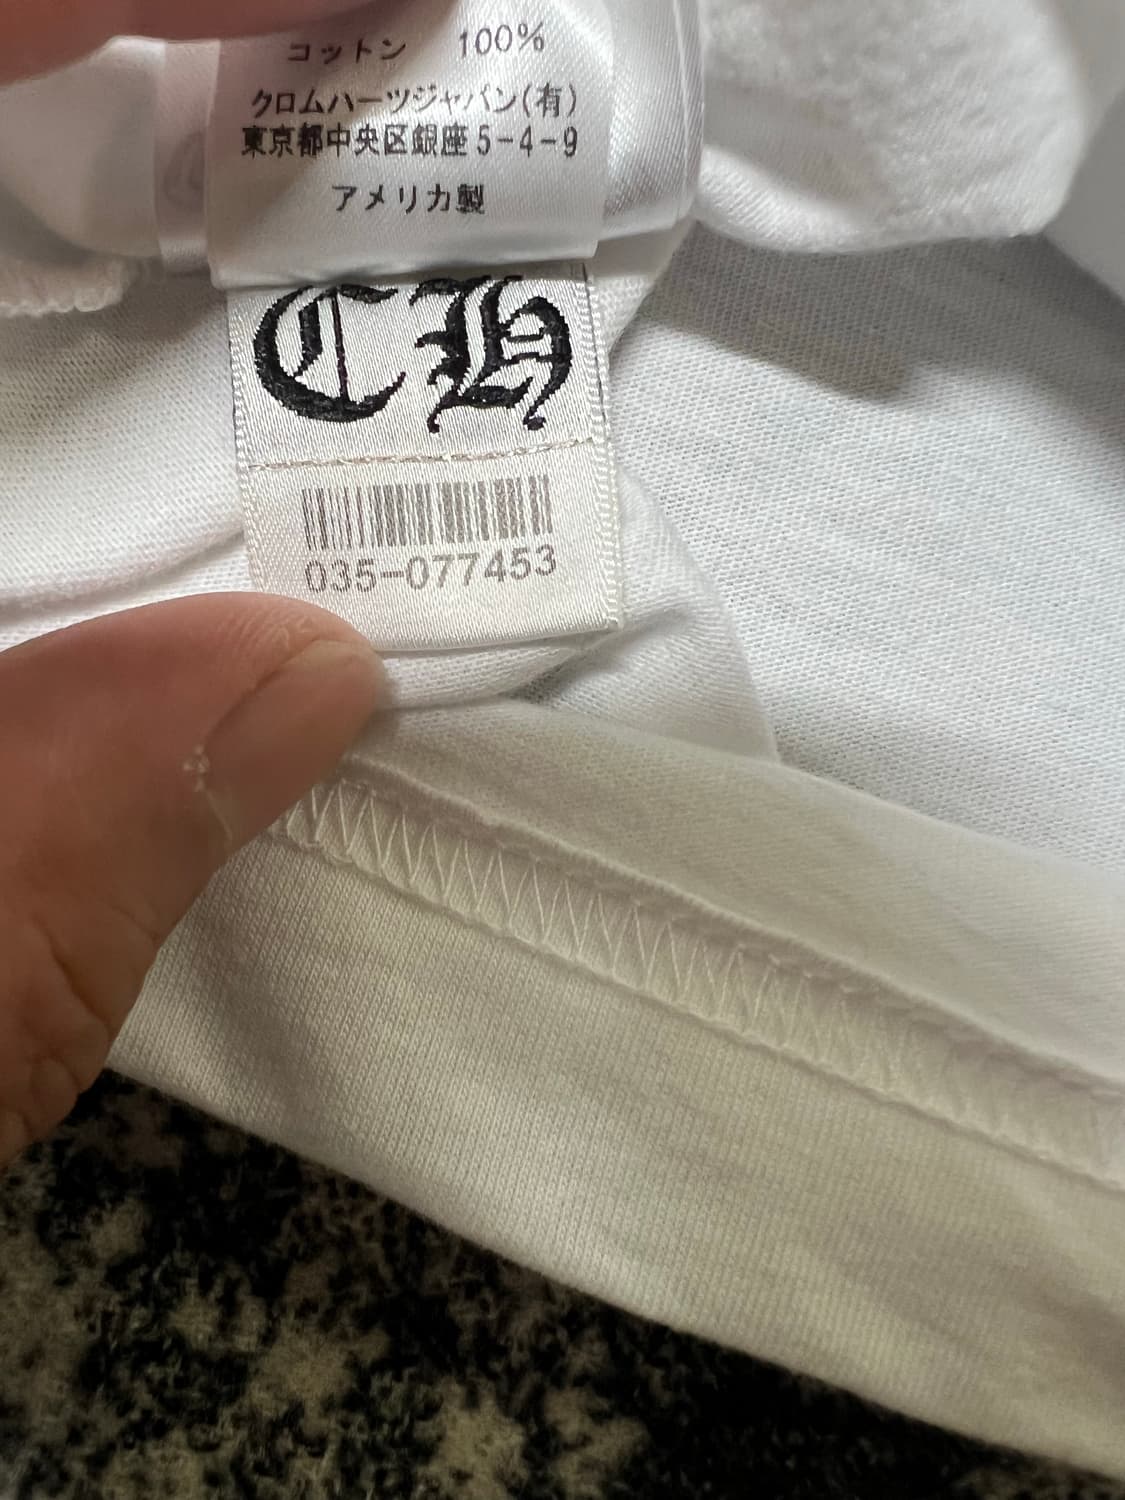 コットン 100%
クロムハーツジャパン(有)
東京都中央区銀座5-4-9
アメリカ製
CH
035-077453